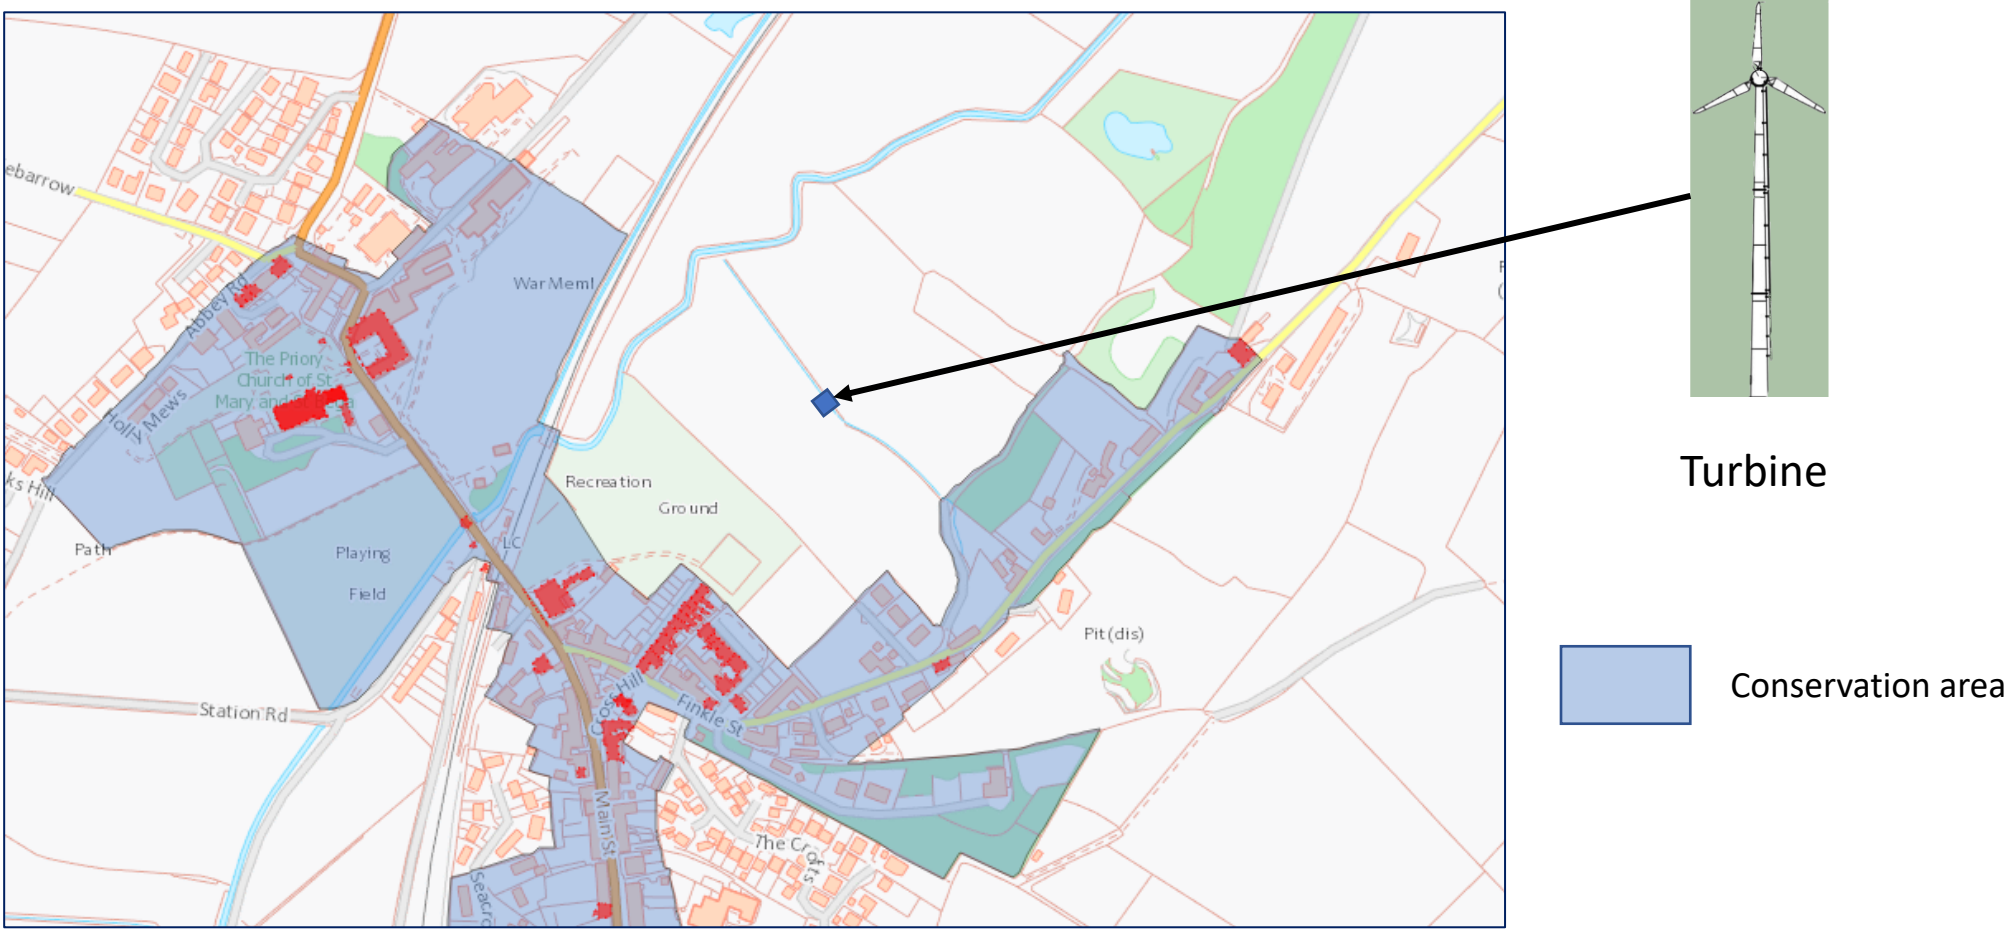 ebarrow
War Meml
Abbey Rd
The Priory
Church of St
Mary and St Bega
Holly Mews
ks Hill
Recreation
Ground
Path
Playing
Field
LC
Station Rd
Cross Hill
Finkle St
Pit (dis)
Main St
The Crofts
Seacro
Turbine
Conservation area